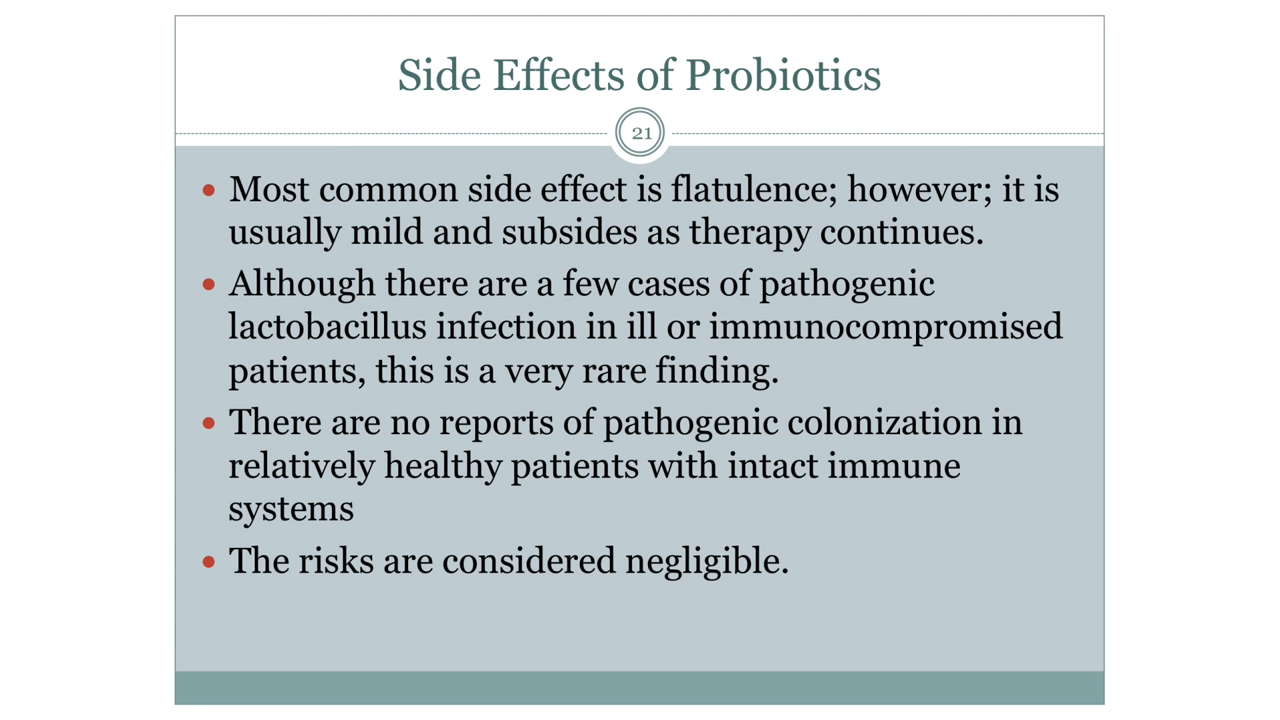 Side Effects of Probiotics
21
• Most common side effect is flatulence; however; it is
usually mild and subsides as therapy continues.
• Although there are a few cases of pathogenic
lactobacillus infection in ill or immunocompromised
patients, this is a very rare finding.
• There are no reports of pathogenic colonization in
relatively healthy patients with intact immune
systems
• The risks are considered negligible.